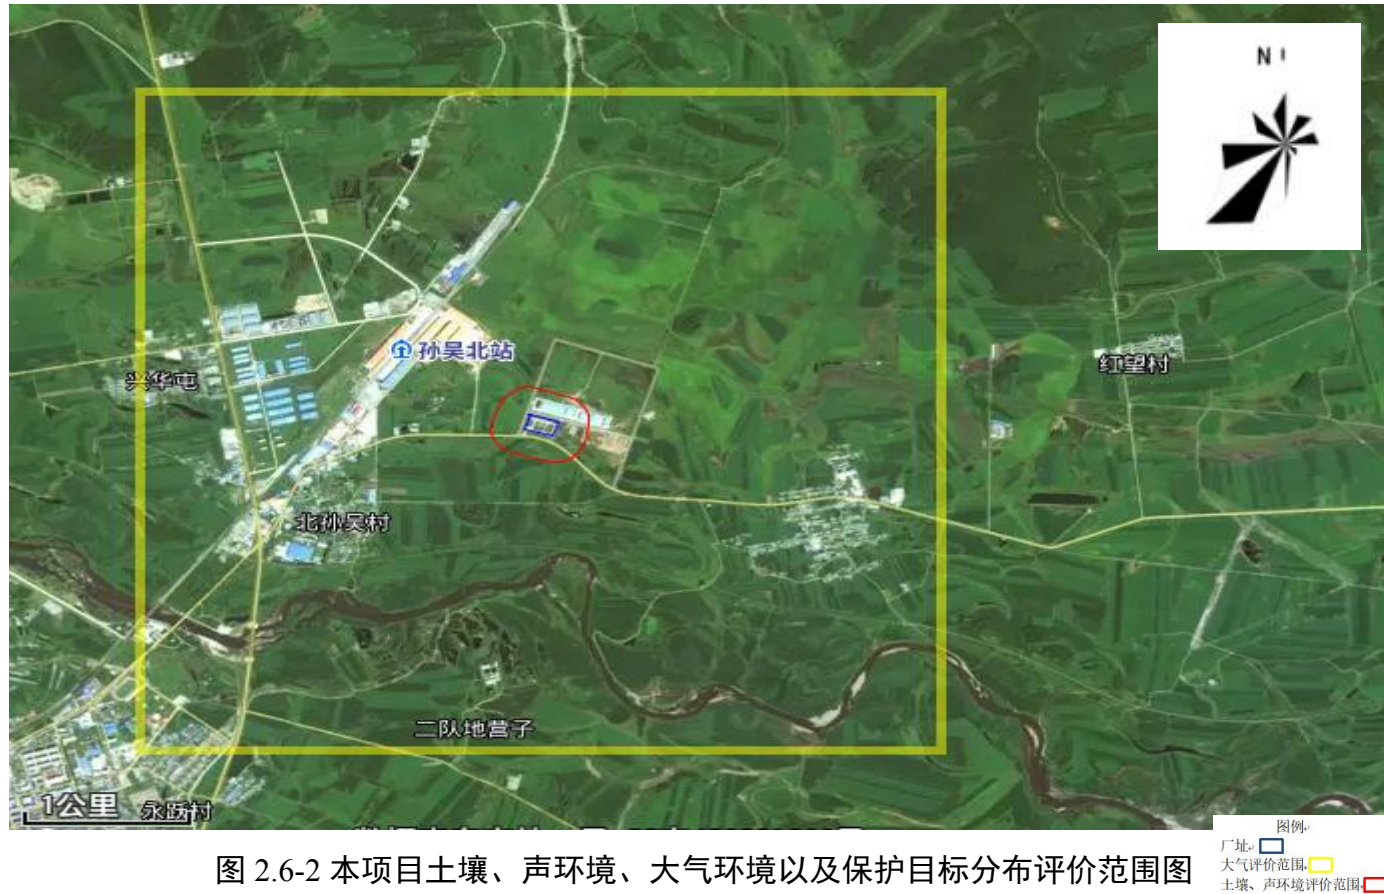 N
孙吴北站
兴华屯
红望村
北孙吴村
二队地营子
1公里
永跃村
图 2.6-2 本项目土壤、声环境、大气环境以及保护目标分布评价范围图
图例
厂址
大气评价范围
土壤、声环境评价范围